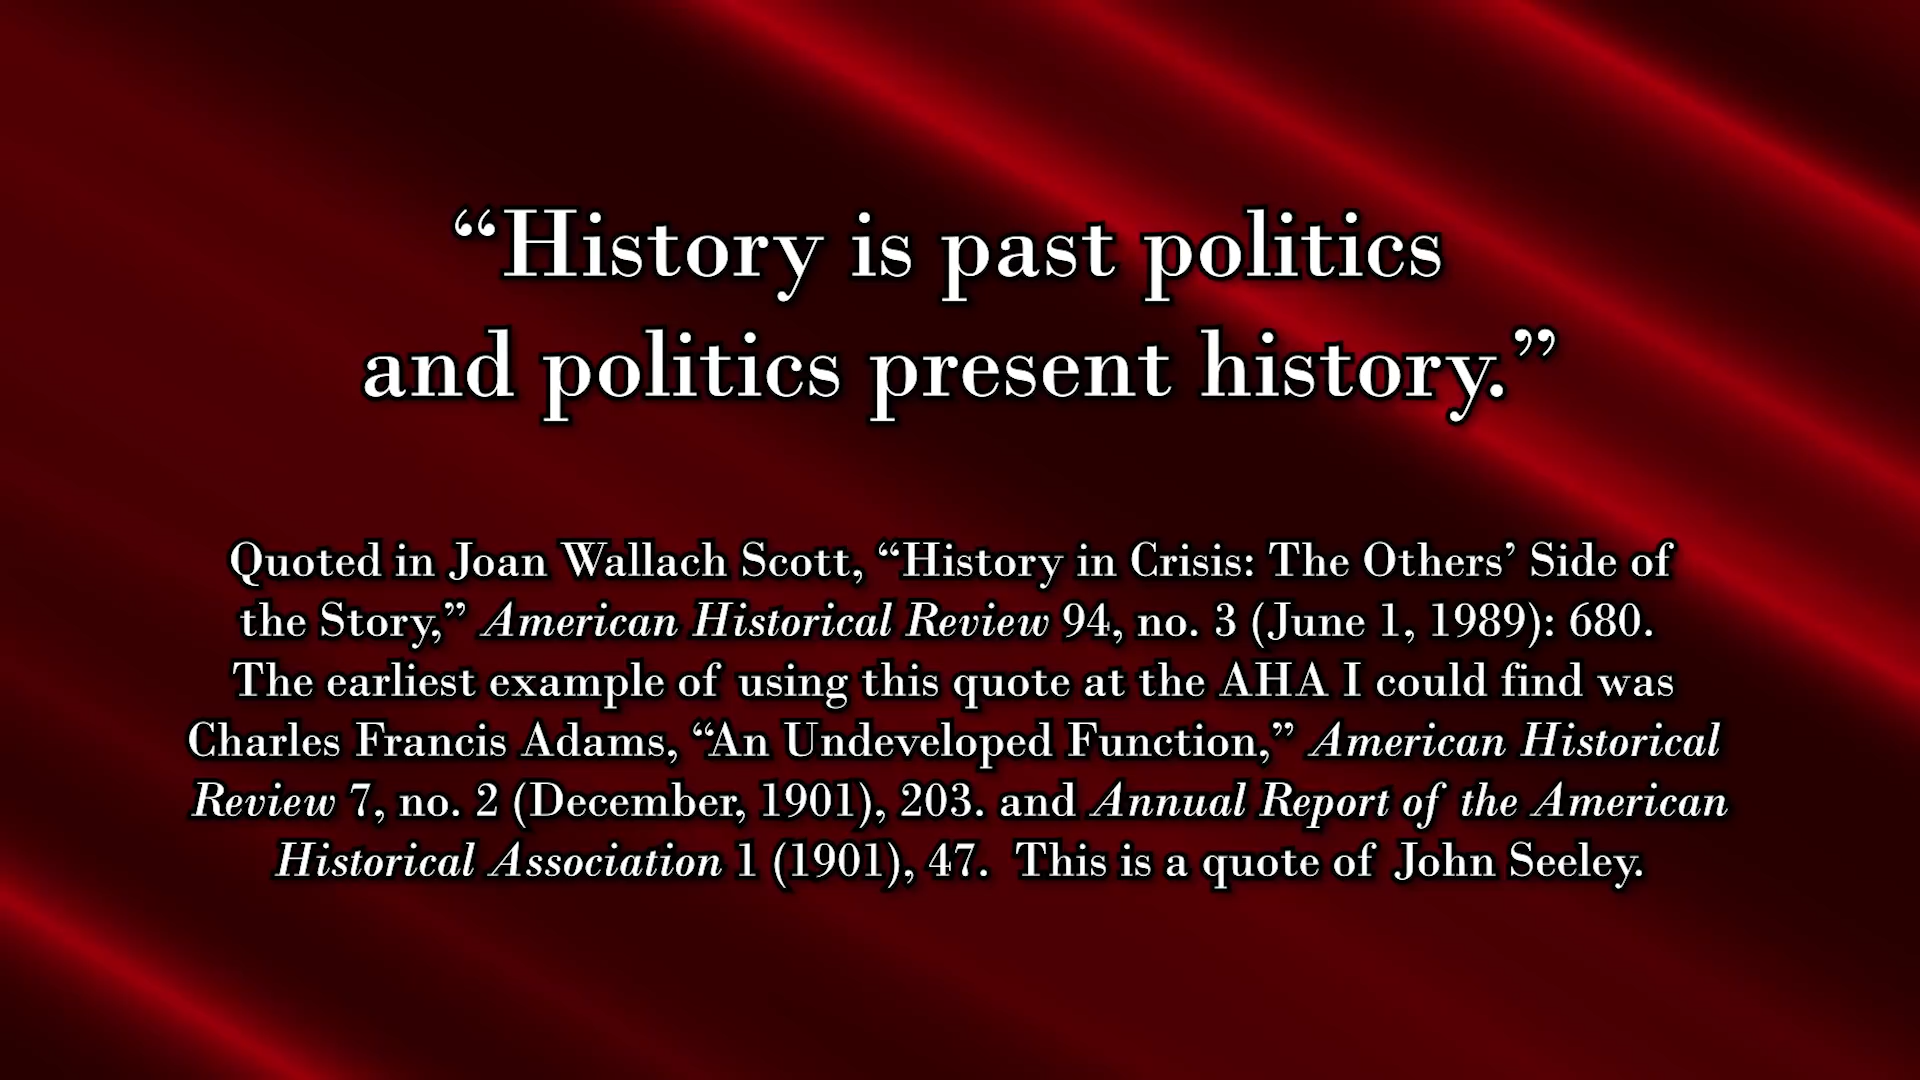 “History is past politics
and politics present history.”
Quoted in Joan Wallach Scott, “History in Crisis: The Others’ Side of
the Story,” American Historical Review 94, no. 3 (June 1, 1989): 680.
The earliest example of using this quote at the AHA I could find was
Charles Francis Adams, “An Undeveloped Function,” American Historical
Review 7, no. 2 (December, 1901), 203. and Annual Report of the American
Historical Association 1 (1901), 47.  This is a quote of John Seeley.